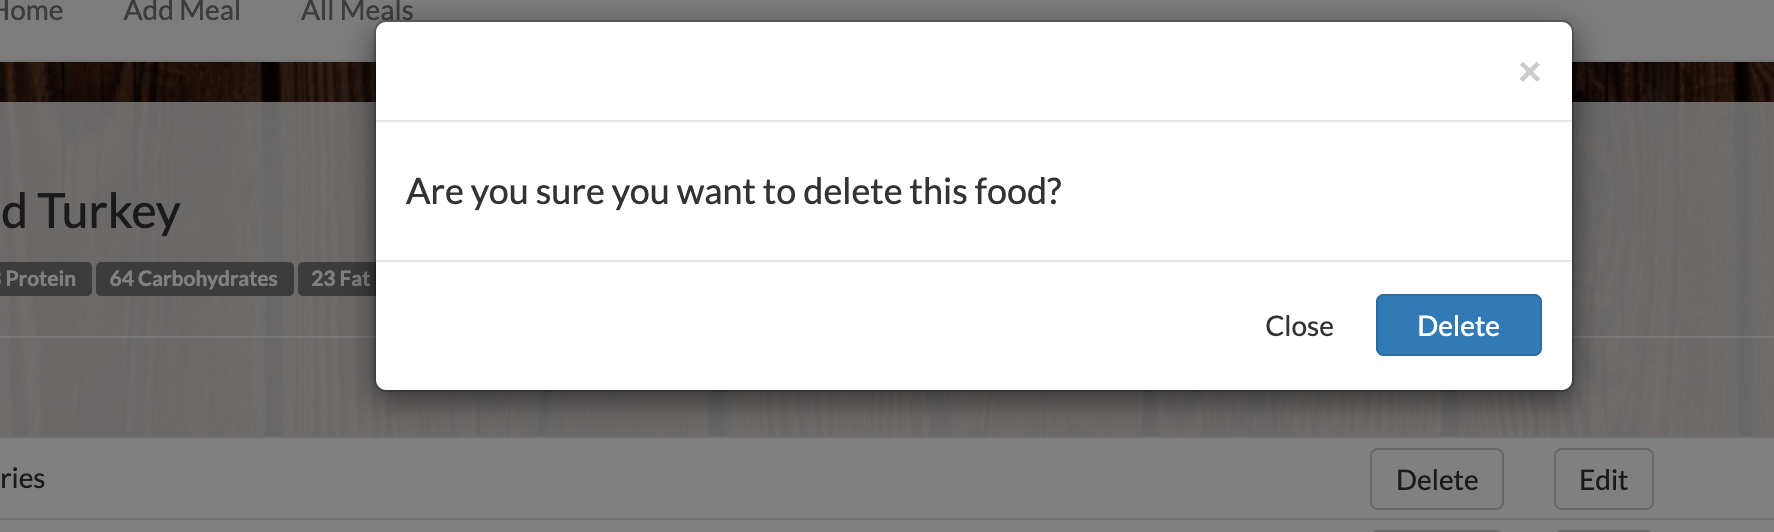 Home Add Meal All Meals
×
Are you sure you want to delete this food?
d Turkey
Protein 64 Carbohydrates 23 Fat
Close Delete
ries Delete Edit